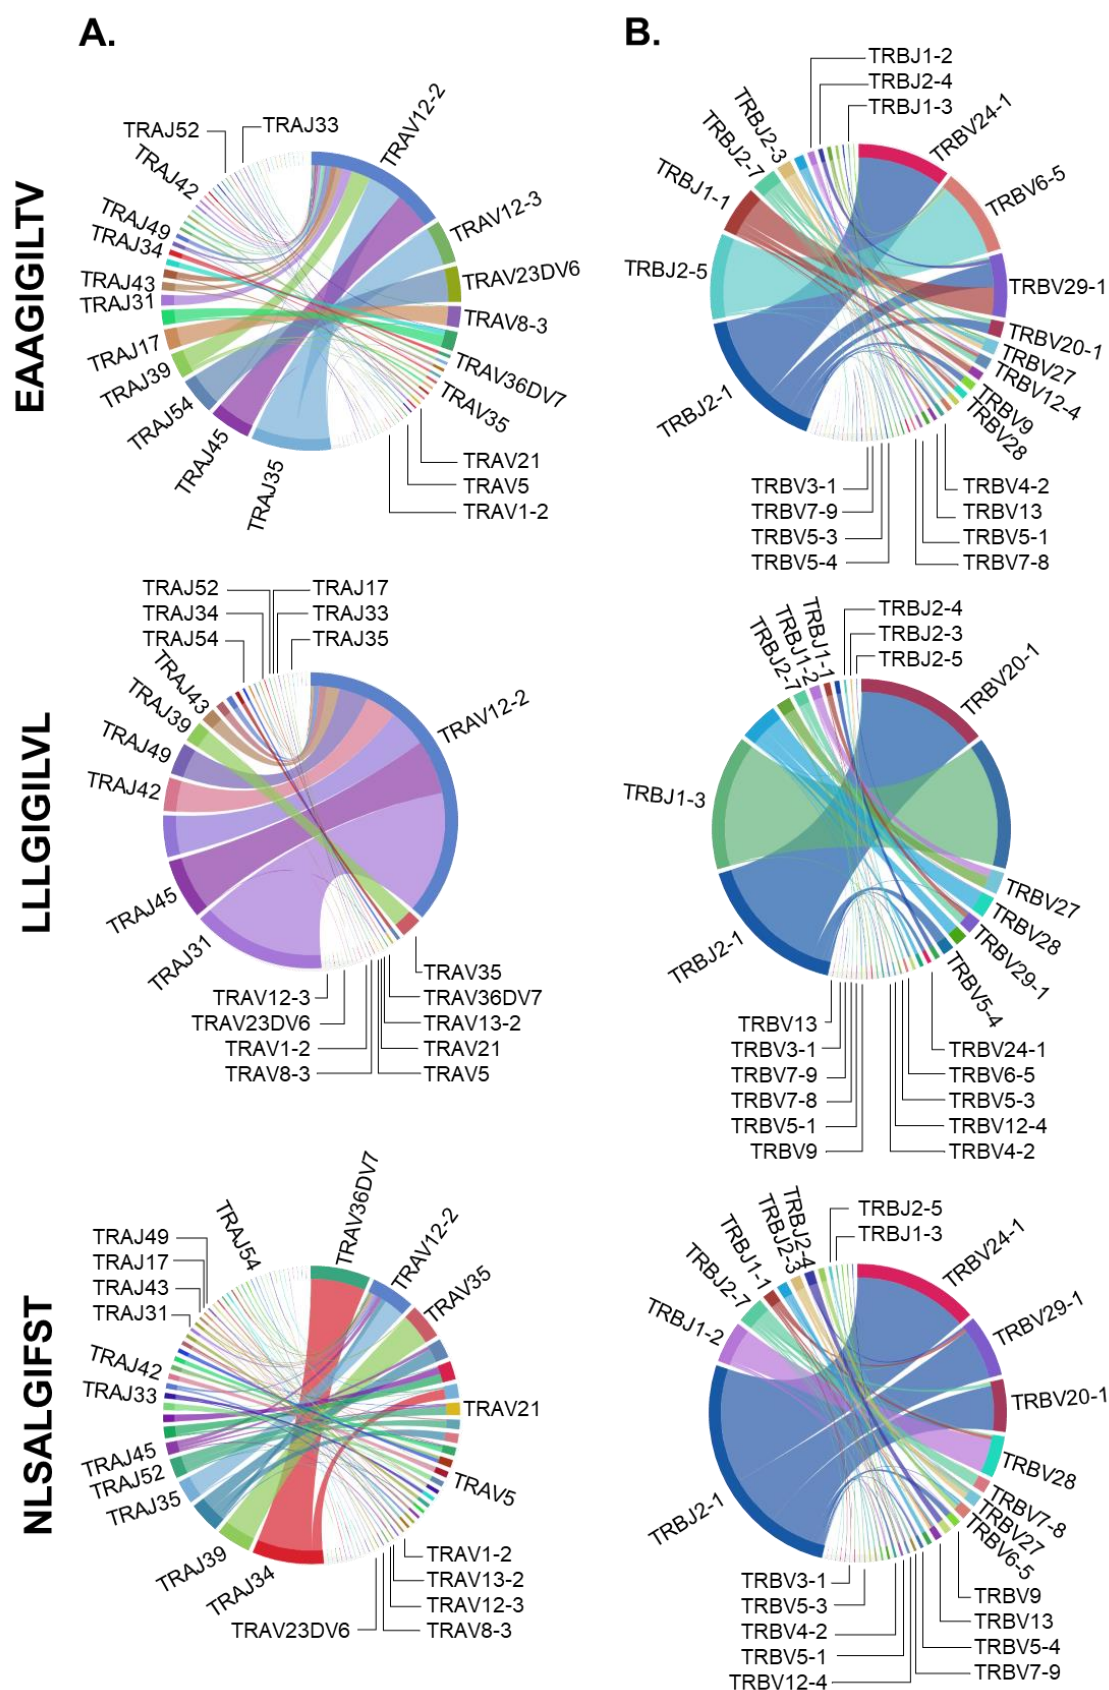 A.
B.
EAAGIGILTV
TRAJ52
TRAJ33
TRAV12-2
TRAJ42
TRAV12-3
TRAJ49
TRAJ34
TRAV23DV6
TRAJ43
TRAJ31
TRAV8-3
TRAJ17
TRAV36DV7
TRAJ39
TRAV35
TRAJ54
TRAJ45
TRAJ35
TRAV21
TRAV5
TRAV1-2
TRBJ1-2
TRBJ2-4
TRBJ1-3
TRBJ2-3
TRBV24-1
TRBJ2-7
TRBV6-5
TRBJ1-1
TRBJ2-5
TRBV29-1
TRBV20-1
TRBV27
TRBV12-4
TRBJ2-1
TRBV9
TRBV28
TRBV3-1
TRBV4-2
TRBV7-9
TRBV13
TRBV5-3
TRBV5-1
TRBV5-4
TRBV7-8
LLLGIGILVL
TRAJ52
TRAJ17
TRAJ34
TRAJ33
TRAJ54
TRAJ35
TRAJ43
TRAV12-2
TRAJ39
TRAJ49
TRAJ42
TRAJ45
TRAJ31
TRAV35
TRAV12-3
TRAV36DV7
TRAV23DV6
TRAV13-2
TRAV1-2
TRAV21
TRAV8-3
TRAV5
TRBJ1-1
TRBJ1-2
TRBJ2-7
TRBJ2-4
TRBJ2-3
TRBJ2-5
TRBV20-1
TRBJ1-3
TRBV27
TRBV28
TRBV29-1
TRBJ2-1
TRBV5-4
TRBV13
TRBV3-1
TRBV24-1
TRBV7-9
TRBV6-5
TRBV7-8
TRBV5-3
TRBV5-1
TRBV12-4
TRBV9
TRBV4-2
NLSALGIFST
TRAV36DV7
TRAJ54
TRAV12-2
TRAJ49
TRAJ17
TRAV35
TRAJ43
TRAJ31
TRAJ42
TRAJ33
TRAV21
TRAJ45
TRAJ52
TRAV5
TRAJ35
TRAJ39
TRAJ34
TRAV1-2
TRAV13-2
TRAV12-3
TRAV23DV6
TRAV8-3
TRBJ2-5
TRBJ1-3
TRBJ2-4
TRBJ2-3
TRBJ1-1
TRBV24-1
TRBJ2-7
TRBJ1-2
TRBV29-1
TRBV20-1
TRBV28
TRBV7-8
TRBV27
TRBV6-5
TRBJ2-1
TRBV3-1
TRBV9
TRBV5-3
TRBV13
TRBV4-2
TRBV5-4
TRBV5-1
TRBV7-9
TRBV12-4